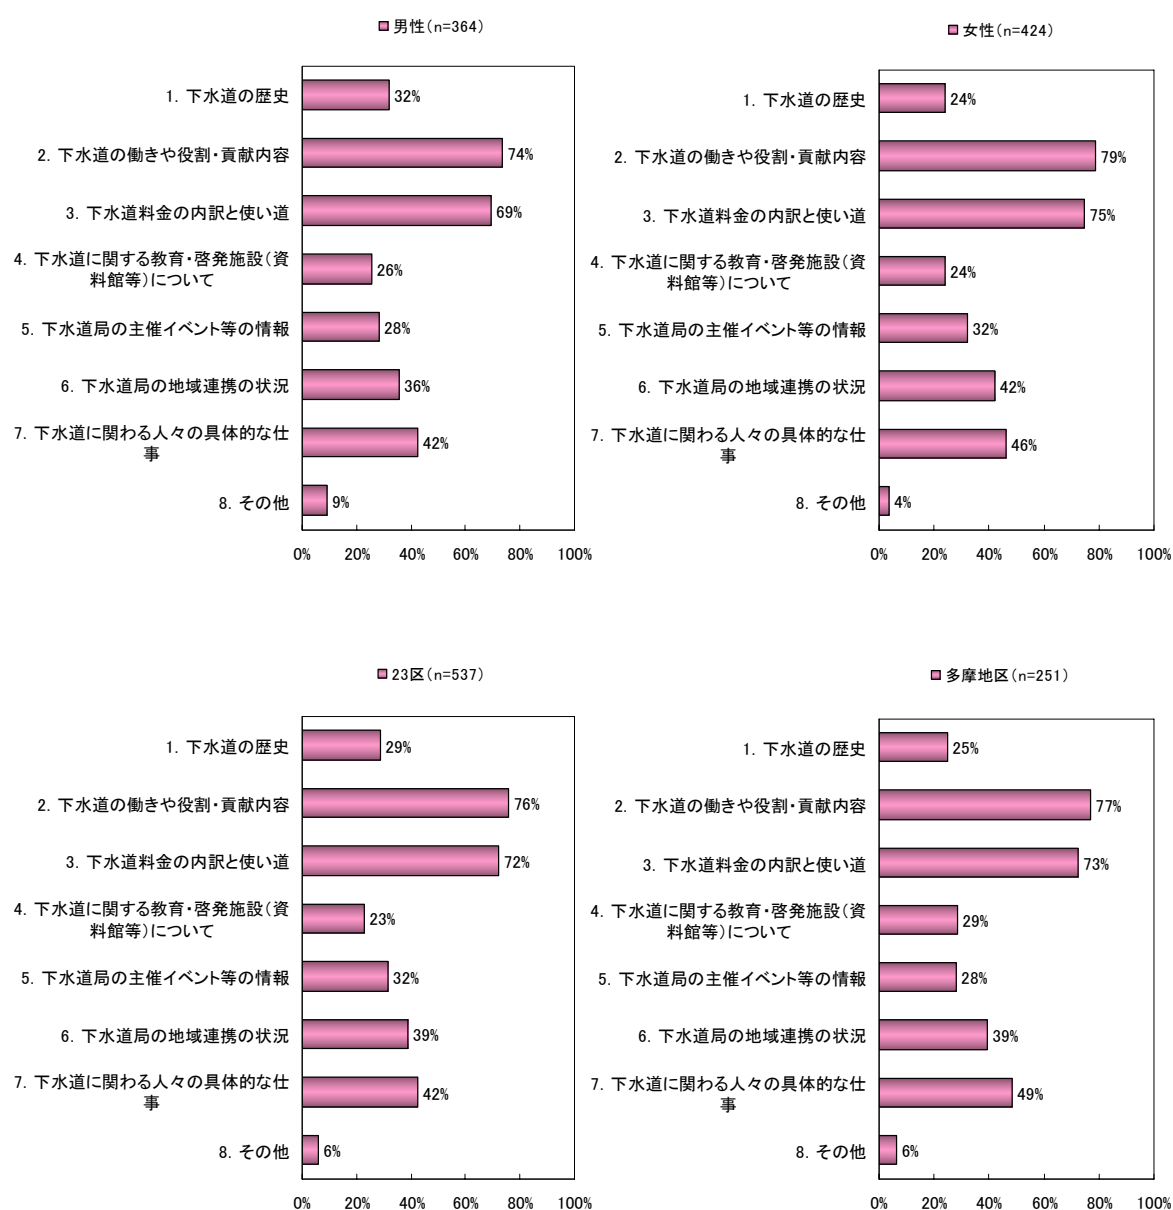 男性(n=364)
1. 下水道の歴史
32%
2. 下水道の働きや役割・貢献内容
74%
3. 下水道料金の内訳と使い道
69%
4. 下水道に関する教育・啓発施設(資
料館等)について
26%
5. 下水道局の主催イベント等の情報
28%
6. 下水道局の地域連携の状況
36%
7. 下水道に関わる人々の具体的な仕
事
42%
8. その他
9%
0% 20% 40% 60% 80% 100%
女性(n=424)
1. 下水道の歴史
24%
2. 下水道の働きや役割・貢献内容
79%
3. 下水道料金の内訳と使い道
75%
4. 下水道に関する教育・啓発施設(資
料館等)について
24%
5. 下水道局の主催イベント等の情報
32%
6. 下水道局の地域連携の状況
42%
7. 下水道に関わる人々の具体的な仕
事
46%
8. その他
4%
0% 20% 40% 60% 80% 100%
23区(n=537)
1. 下水道の歴史
29%
2. 下水道の働きや役割・貢献内容
76%
3. 下水道料金の内訳と使い道
72%
4. 下水道に関する教育・啓発施設(資
料館等)について
23%
5. 下水道局の主催イベント等の情報
32%
6. 下水道局の地域連携の状況
39%
7. 下水道に関わる人々の具体的な仕
事
42%
8. その他
6%
0% 20% 40% 60% 80% 100%
多摩地区(n=251)
1. 下水道の歴史
25%
2. 下水道の働きや役割・貢献内容
77%
3. 下水道料金の内訳と使い道
73%
4. 下水道に関する教育・啓発施設(資
料館等)について
29%
5. 下水道局の主催イベント等の情報
28%
6. 下水道局の地域連携の状況
39%
7. 下水道に関わる人々の具体的な仕
事
49%
8. その他
6%
0% 20% 40% 60% 80% 100%